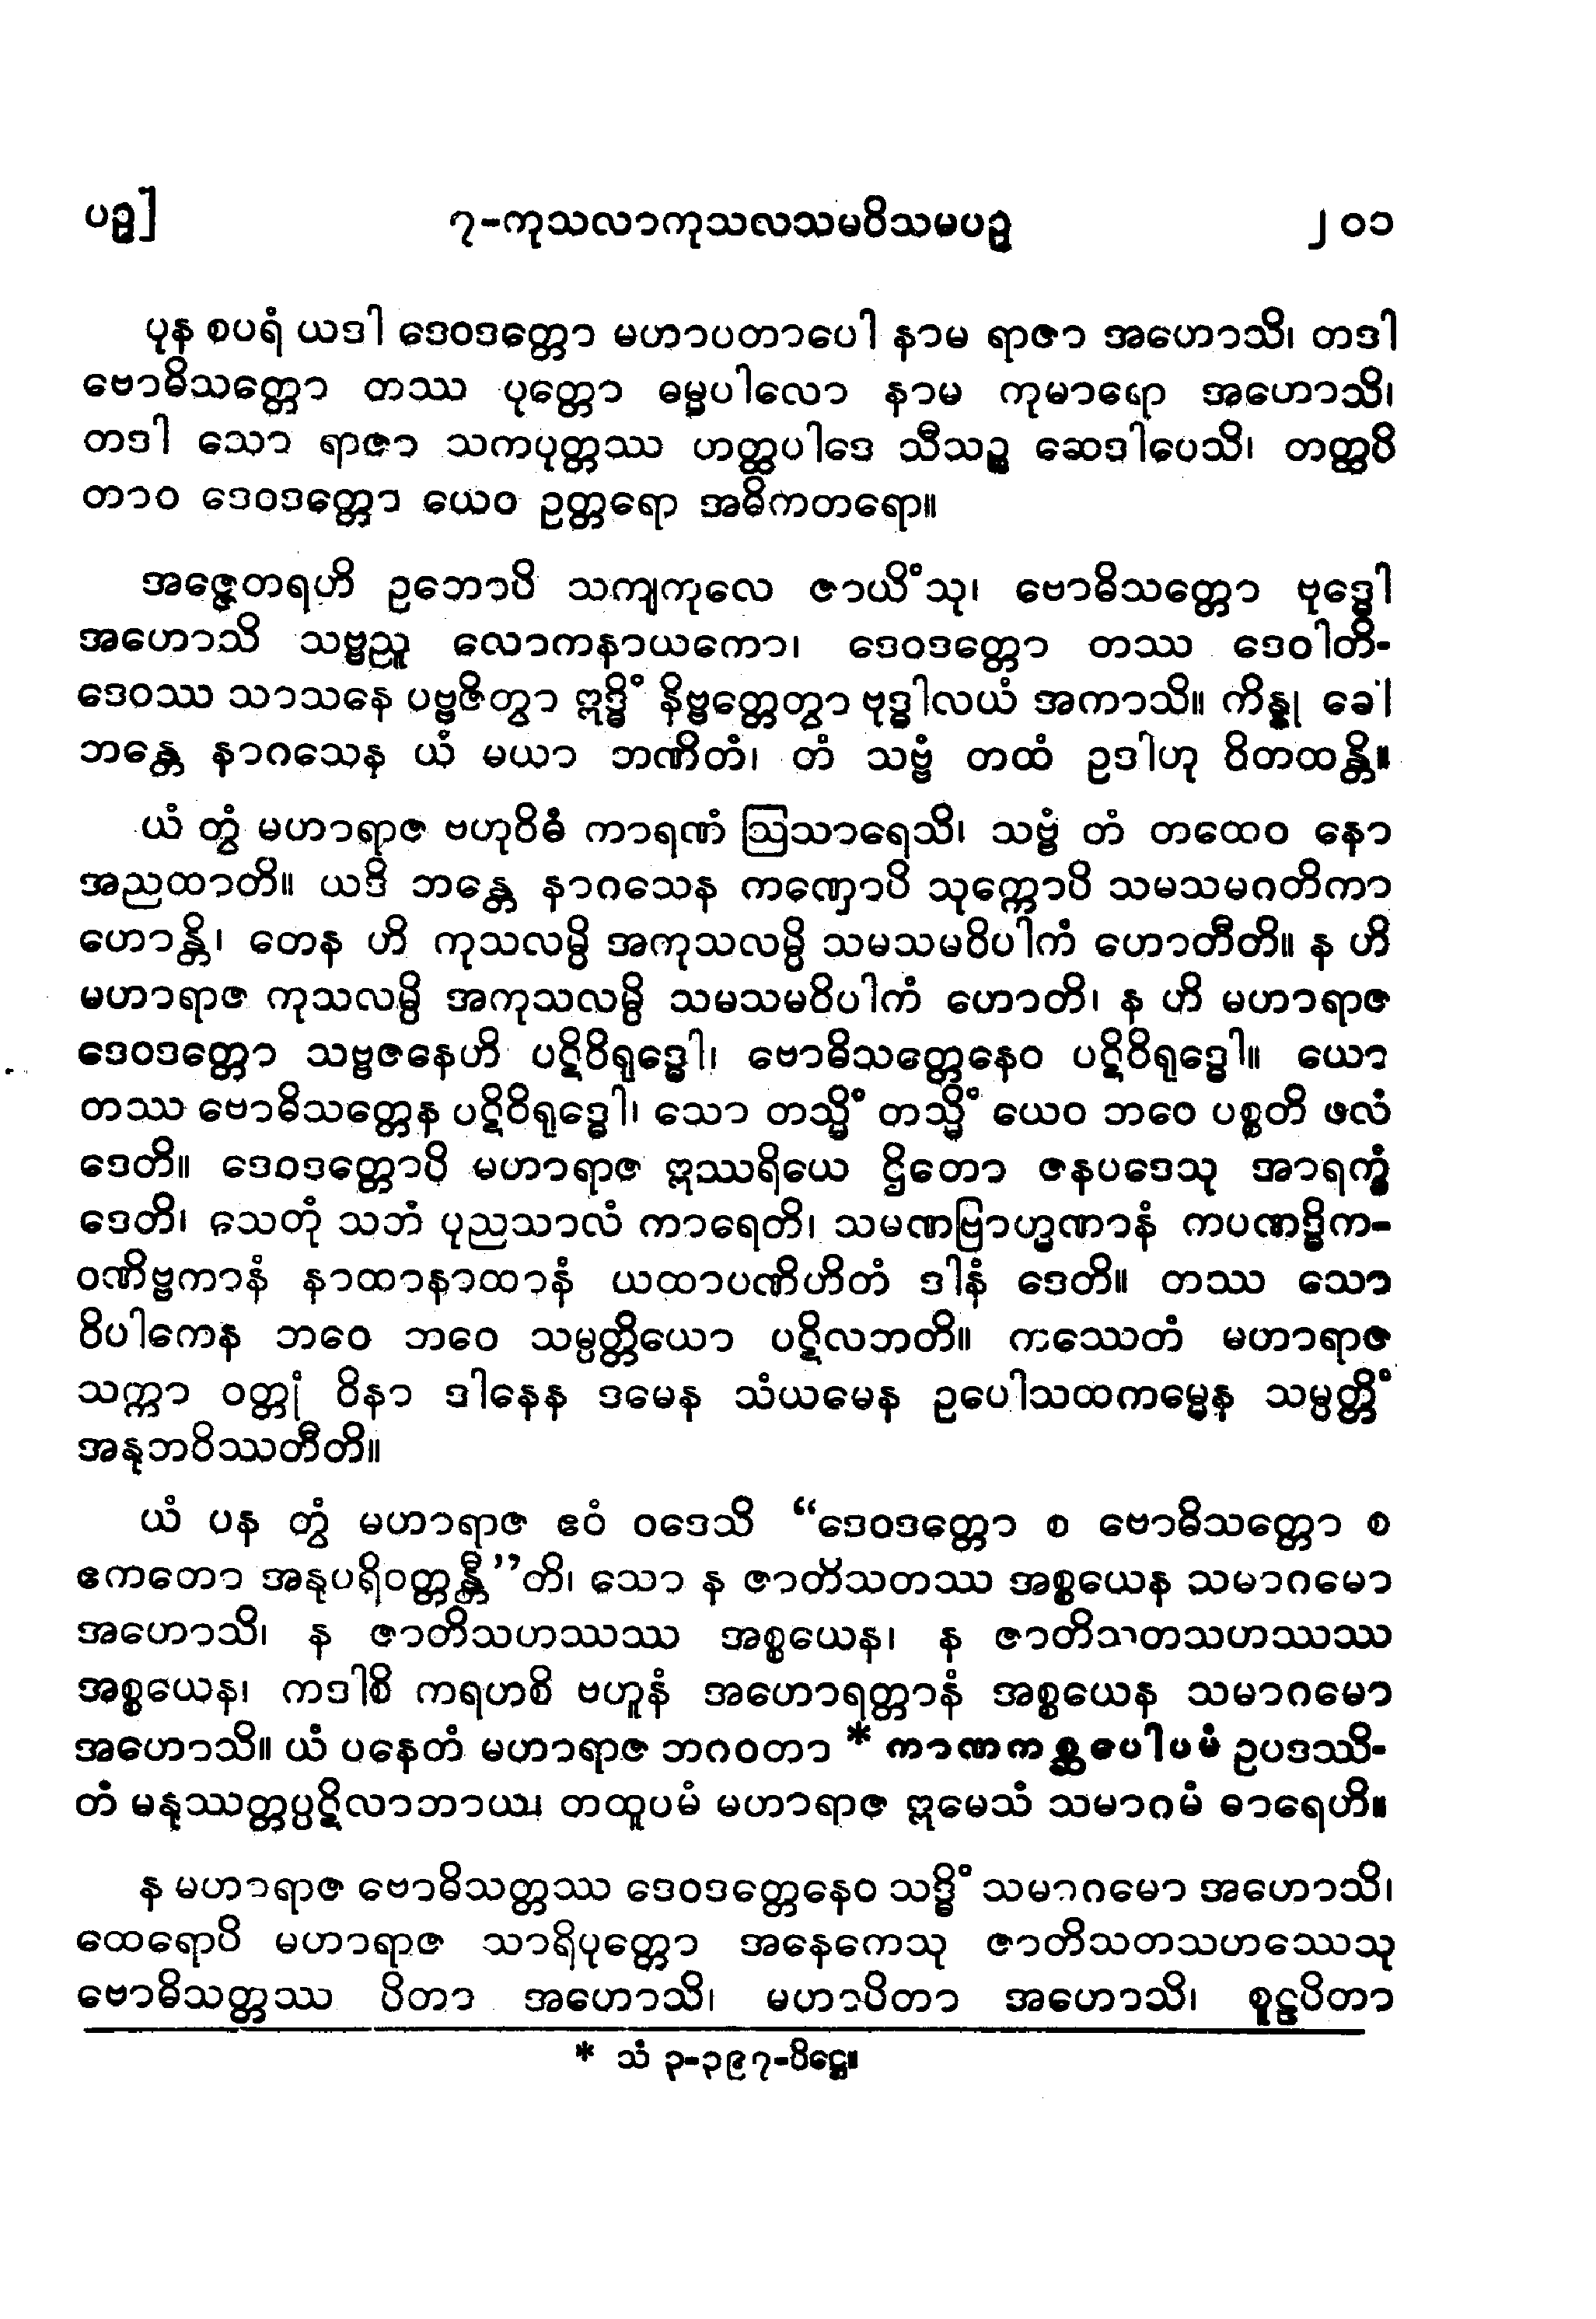 ပဥှ] ၇-ကုသလာကုသလသမဝိသမပဥှ ၂၀၁
ပုန စပရံ ယဒါ ဒေဝဒတ္တော မဟာပတာပေါ နာမ ရာဇာ အဟောသိ၊ တဒါ
ဗောဓိသတ္တော တဿ ပုတ္တော ဓမ္မပါလော နာမ ကုမာရော အဟောသိ၊
တဒါ သော ရာဇာ သကပုတ္တဿ ဟတ္ထပါဒေ သီသဉ္စ ဆေဒါပေသိ၊ တတ္ထပိ
တာဝ ဒေဝဒတ္တော ယေဝ ဥတ္တရော အဓိကတရော။
အဇ္ဇေတရဟိ ဥဘောပိ သကျကုလေ ဇာယိံသု၊ ဗောဓိသတ္တော ဗုဒ္ဓေါ
အဟောသိ သဗ္ဗညူ လောကနာယကော၊ ဒေဝဒတ္တော တဿ ဒေဝါတိ-
ဒေဝဿ သာသနေ ပဗ္ဗဇိတွာ ဣဒ္ဓိံ နိဗ္ဗတ္တေတွာ ဗုဒ္ဓါလယံ အကာသိ။ ကိန္နု ခေါ
ဘန္တေ နာဂသေန ယံ မယာ ဘဏိတံ၊ တံ သဗ္ဗံ တထံ ဥဒါဟု ဝိတထန္တိ။
ယံ တွံ မဟာရာဇ ဗဟုဝိဓံ ကာရဏံ ဩသာရေသိ၊ သဗ္ဗံ တံ တထေဝ နော
အညထာတိ။ ယဒိ ဘန္တေ နာဂသေန ကဏှောပိ သုက္ကောပိ သမသမဂတိကာ
ဟောန္တိ၊ တေန ဟိ ကုသလမ္ပိ အကုသလမ္ပိ သမသမဝိပါကံ ဟောတီတိ။ န ဟိ
မဟာရာဇ ကုသလမ္ပိ အကုသလမ္ပိ သမသမဝိပါကံ ဟောတိ၊ န ဟိ မဟာရာဇ
ဒေဝဒတ္တော သဗ္ဗဇနေဟိ ပဋိဝိရုဒ္ဓေါ၊ ဗောဓိသတ္တေနေဝ ပဋိဝိရုဒ္ဓေါ။ ယော
တဿ ဗောဓိသတ္တေန ပဋိဝိရုဒ္ဓေါ၊ သော တသ္မိံ တသ္မိံ ယေဝ ဘဝေ ပစ္စတိ ဖလံ
ဒေတိ။ ဒေဝဒတ္တောပိ မဟာရာဇ ဣဿရိယေ ဌိတော ဇနပဒေသု အာရက္ခံ
ဒေတိ၊ သေတုံ သဘံ ပုညသာလံ ကာရေတိ၊ သမဏဗြာဟ္မဏာနံ ကပဏဒ္ဓိက-
ဝဏိဗ္ဗကာနံ နာထာနာထာနံ ယထာပဏိဟိတံ ဒါနံ ဒေတိ။ တဿ သော
ဝိပါကေန ဘဝေ ဘဝေ သမ္ပတ္တိယော ပဋိလဘတိ။ ကဿေတံ မဟာရာဇ
သက္ကာ ဝတ္တုံ ဝိနာ ဒါနေန ဒမေန သံယမေန ဥပေါသထကမ္မေန သမ္ပတ္တိံ
အနုဘဝိဿတီတိ။
ယံ ပန တွံ မဟာရာဇ ဧဝံ ဝဒေသိ “ဒေဝဒတ္တော စ ဗောဓိသတ္တော စ
ဧကတော အနုပရိဝတ္တန္တီ”တိ၊ သော န ဇာတိသတဿ အစ္စယေန သမာဂမော
အဟောသိ၊ န ဇာတိသဟဿဿ အစ္စယေန၊ န ဇာတိသတသဟဿဿ
အစ္စယေန၊ ကဒါစိ ကရဟစိ ဗဟူနံ အဟောရတ္တာနံ အစ္စယေန သမာဂမော
အဟောသိ။ ယံ ပနေတံ မဟာရာဇ ဘဂဝတာ * ကာဏကစ္ဆပေါပမံ ဥပဒဿိ-
တံ မနုဿတ္တပ္ပဋိလာဘာယ၊ တထူပမံ မဟာရာဇ ဣမေသံ သမာဂမံ ဓာရေဟိ။
န မဟာရာဇ ဗောဓိသတ္တဿ ဒေဝဒတ္တေနေဝ သဒ္ဓိံ သမာဂမော အဟောသိ၊
ထေရောပိ မဟာရာဇ သာရိပုတ္တော အနေကေသု ဇာတိသတသဟဿေသု
ဗောဓိသတ္တဿ ပိတာ အဟောသိ၊ မဟာပိတာ အဟောသိ၊ စူဠပိတာ
* သံ ၃-၃၉၇-ပိဋ္ဌေ။